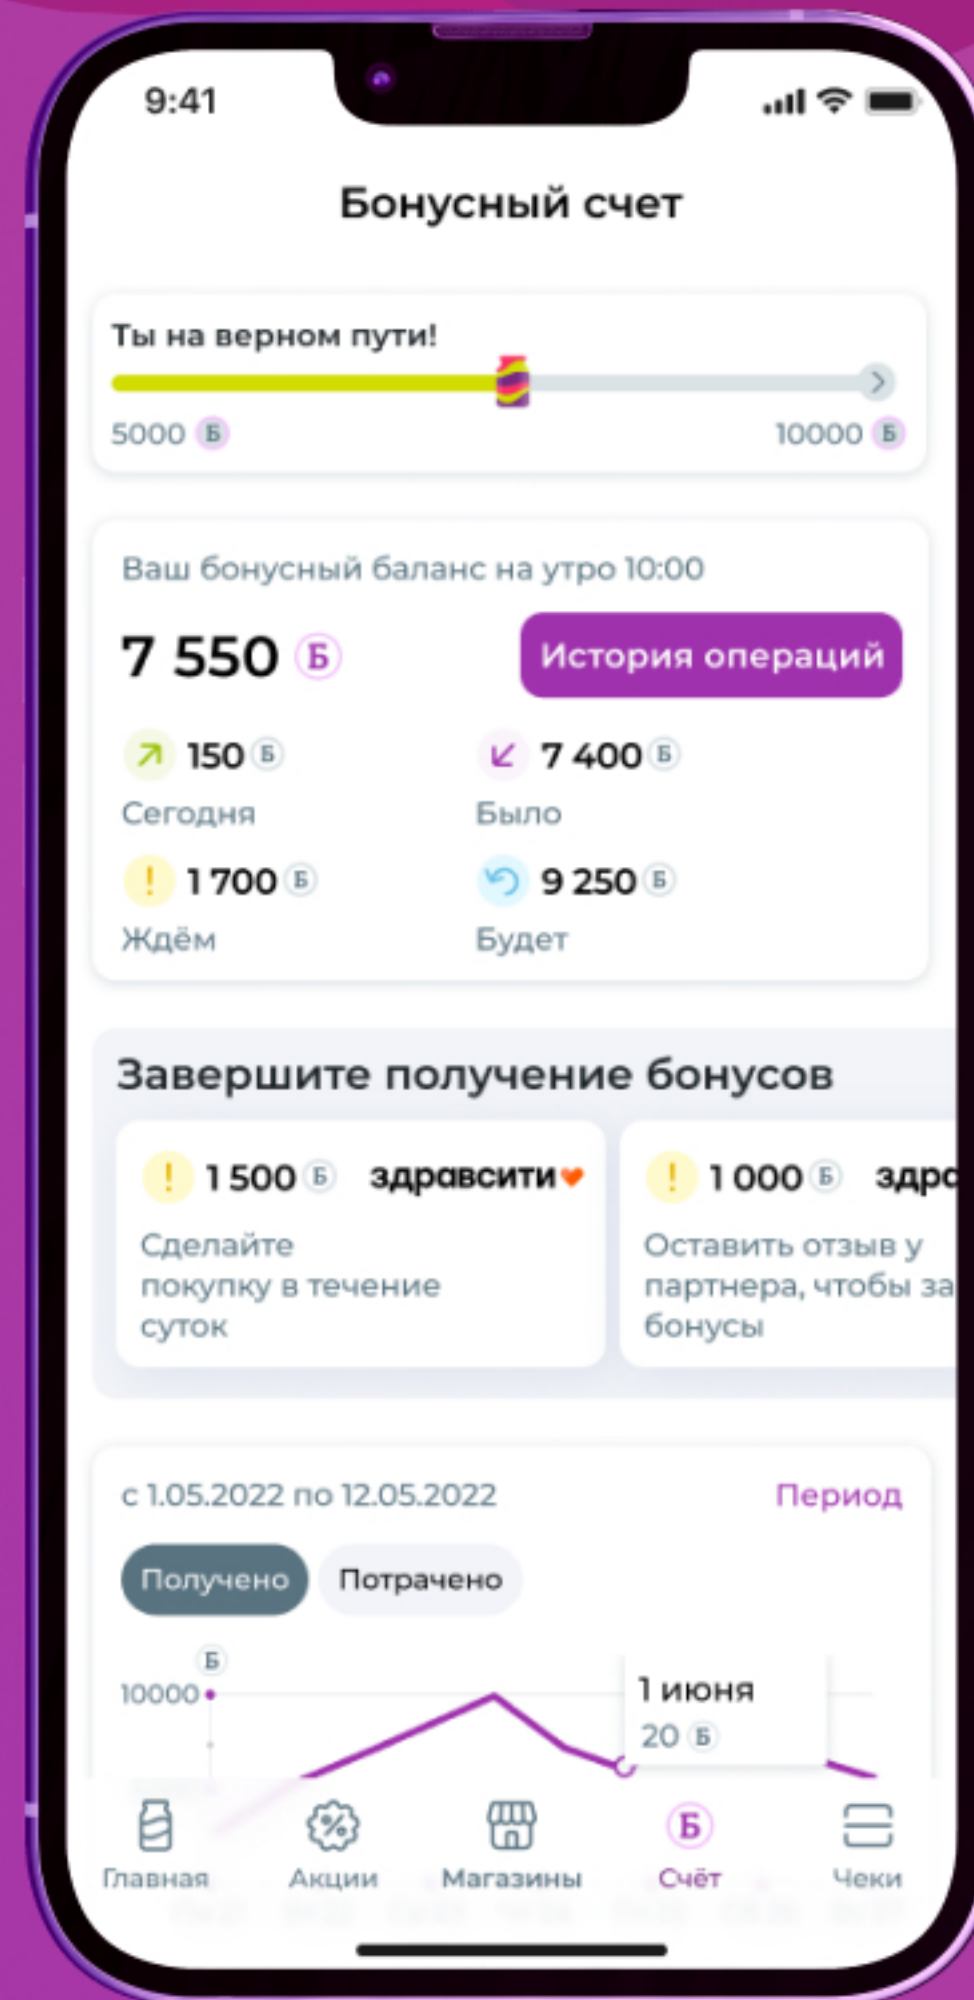 9:41
Бонусный счет
Ты на верном пути!
5000 Б
10000 Б
Ваш бонусный баланс на утро 10:00
7 550 Б
История операций
150 Б
7 400 Б
Сегодня
Было
! 1 700 Б
9 250 Б
Ждём
Будет
Завершите получение бонусов
! 1 500 Б здравсити
Сделайте
покупку в течение
суток
! 1 000 Б здрс
Оставить отзыв у
партнера, чтобы за
бонусы
с 1.05.2022 по 12.05.2022
Период
Получено
Потрачено
Б
10000
1 июня
20 Б
Главная
Акции
Магазины
Б
Счёт
Чеки